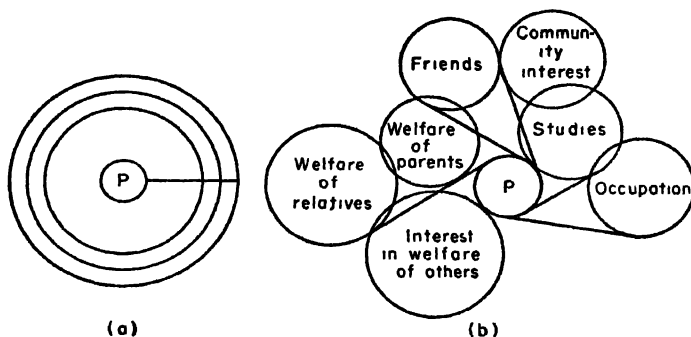 P
(a)
Friends
Commun-
ity
interest
Welfare
of
parents
Studies
Welfare
of
relatives
P
Occupation
Interest
in welfare
of others
(b)